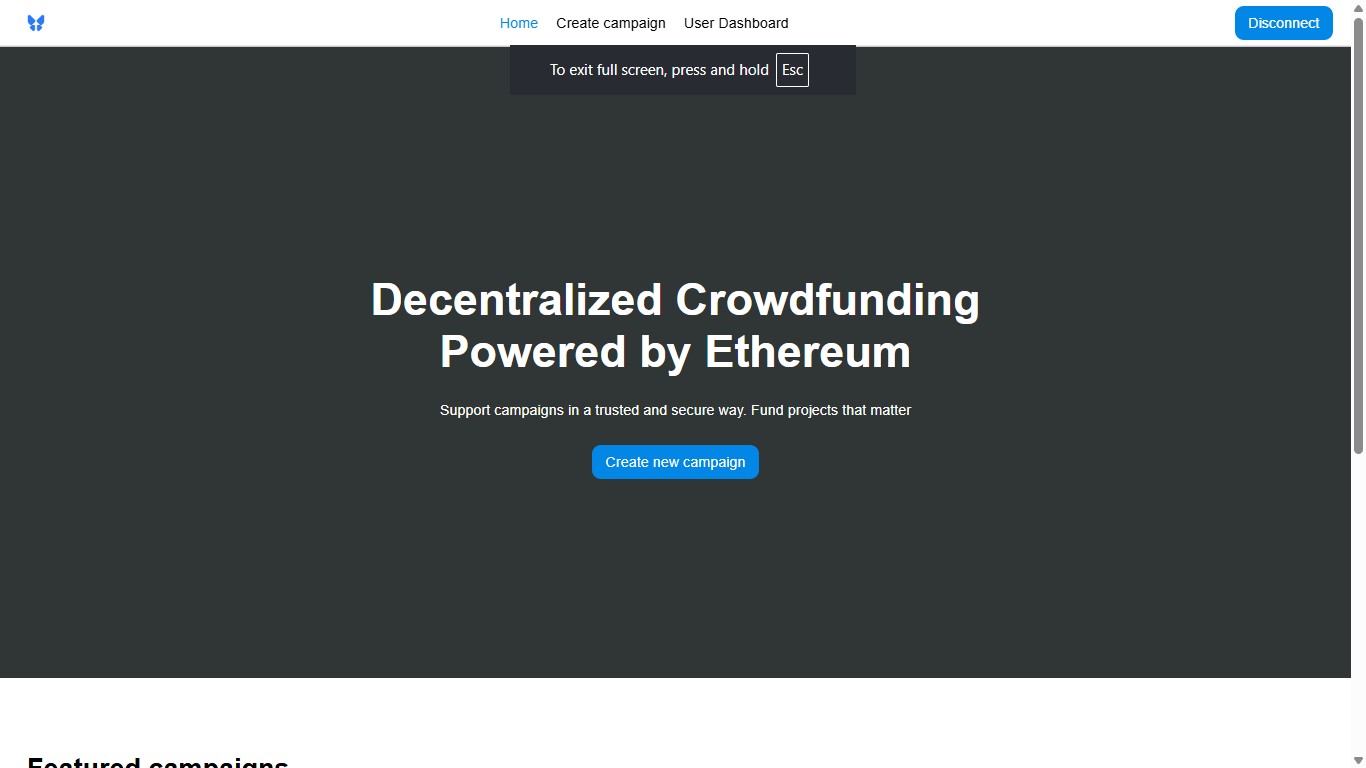 Home Create campaign User Dashboard Disconnect
To exit full screen, press and hold Esc
Decentralized Crowdfunding
Powered by Ethereum
Support campaigns in a trusted and secure way. Fund projects that matter
Create new campaign
Featured campaigns